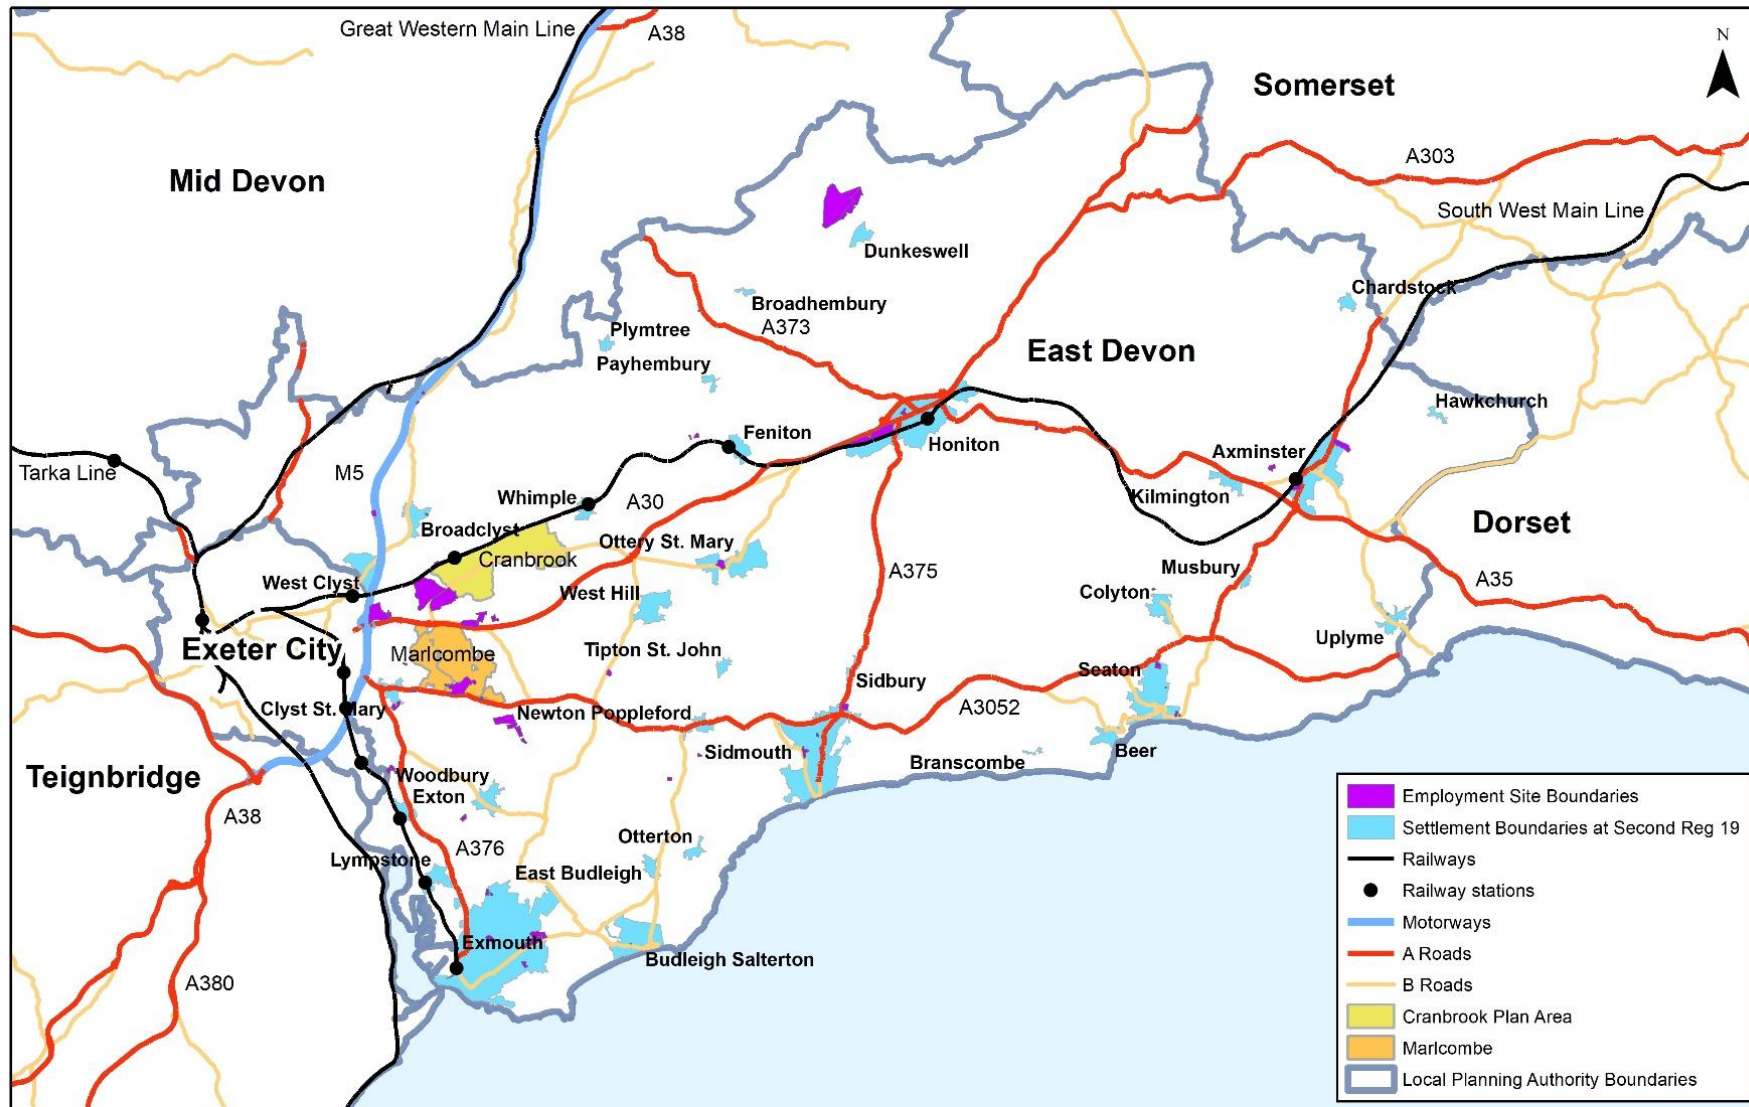 Great Western Main Line
A38
N
Somerset
A303
Mid Devon
South West Main Line
Dunkeswell
Chardstock
Broadhembury
Plymtree
A373
Payhembury
East Devon
Hawkchurch
Feniton
Honiton
Axminster
Tarka Line
M5
Whimple
A30
Kilmington
Broadclyst
Cranbrook
Ottery St. Mary
Dorset
A375
Musbury
West Clyst
West Hill
Colyton
A35
Exeter City
Marlcombe
Tipton St. John
Uplyme
Seaton
Sidbury
Clyst St. Mary
Newton Poppleford
A3052
Sidmouth
Branscombe
Beer
Teignbridge
Woodbury
Exton
A38
Otterton
A376
Lympstone
East Budleigh
Exmouth
Budleigh Salterton
A380
Employment Site Boundaries
Settlement Boundaries at Second Reg 19
Railways
Railway stations
Motorways
A Roads
B Roads
Cranbrook Plan Area
Marlcombe
Local Planning Authority Boundaries